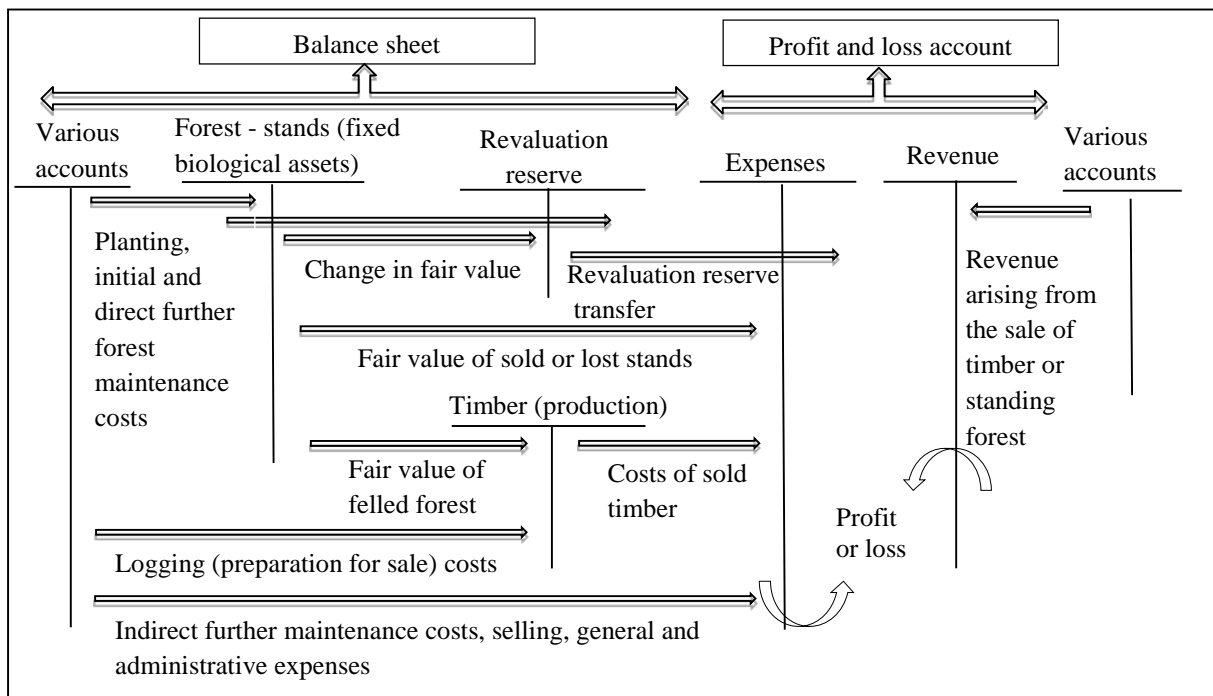 Balance sheet
Profit and loss account
Various
accounts
Forest - stands (fixed
biological assets)
Revaluation
reserve
Expenses
Revenue
Various
accounts
Planting,
initial and
direct further
forest
maintenance
costs
Change in fair value
Revaluation reserve
transfer
Revenue
arising from
the sale of
timber or
standing
forest
Fair value of sold or lost stands
Timber (production)
Fair value of
felled forest
Costs of sold
timber
Profit
or loss
Logging (preparation for sale) costs
Indirect further maintenance costs, selling, general and
administrative expenses